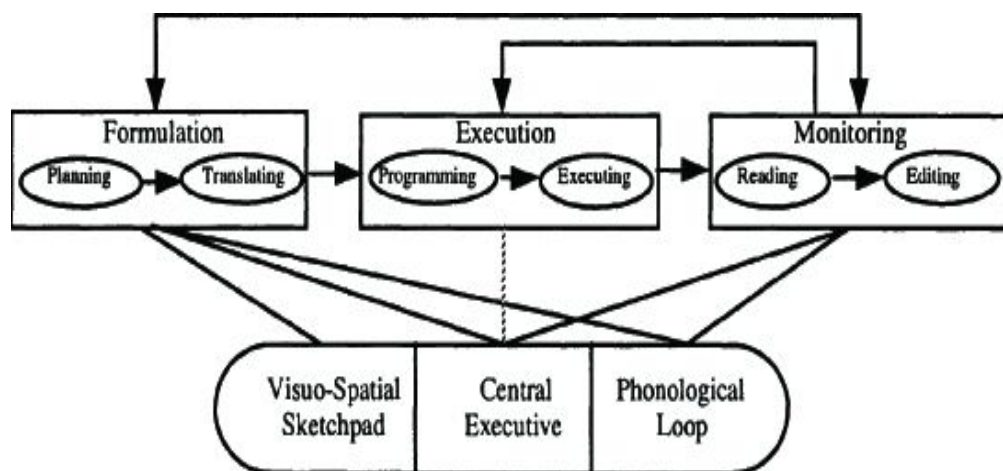 Formulation
Planning
Translating
Execution
Programming
Executing
Monitoring
Reading
Editing
Visuo-Spatial
Sketchpad
Central
Executive
Phonological
Loop